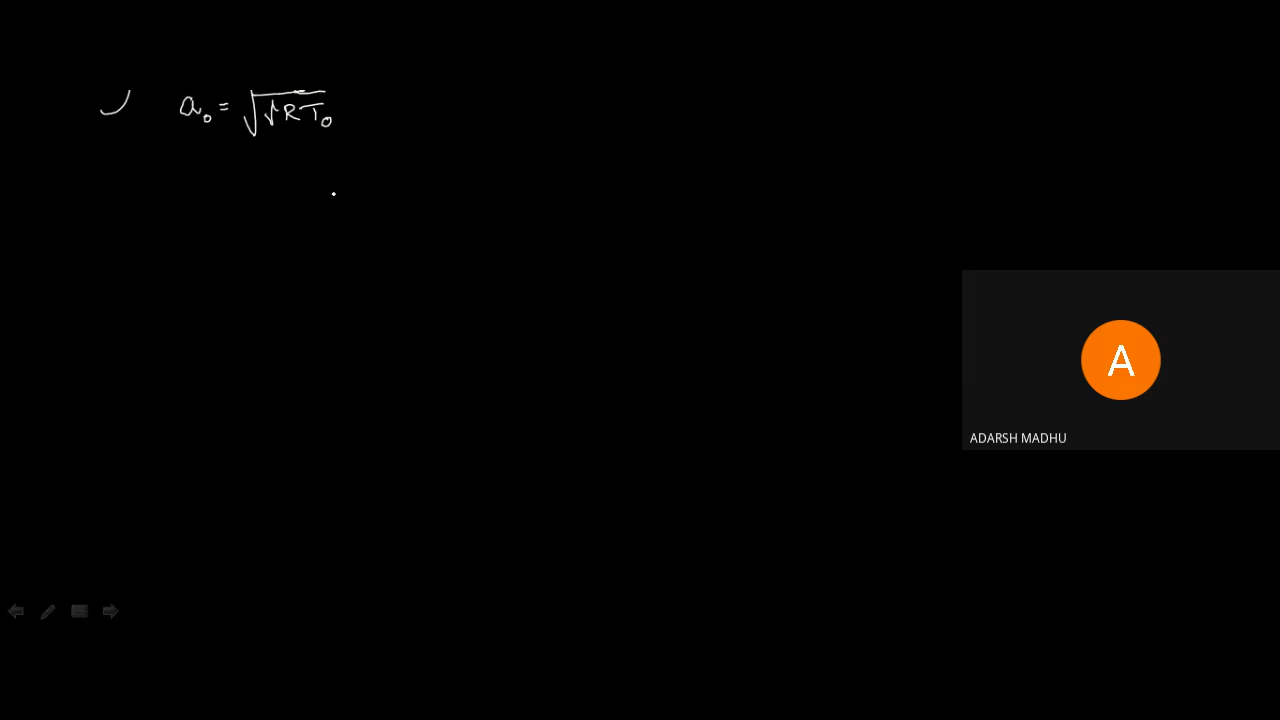 a₀ = √(γRT₀)
A
ADARSH MADHU